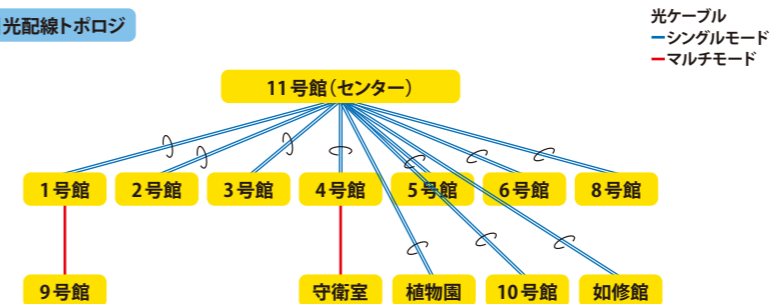 光配線トポロジ
光ケーブル
シングルモード
マルチモード
11号館（センター）
1号館
2号館
3号館
4号館
5号館
6号館
8号館
9号館
守衛室
植物園
10号館
如修館